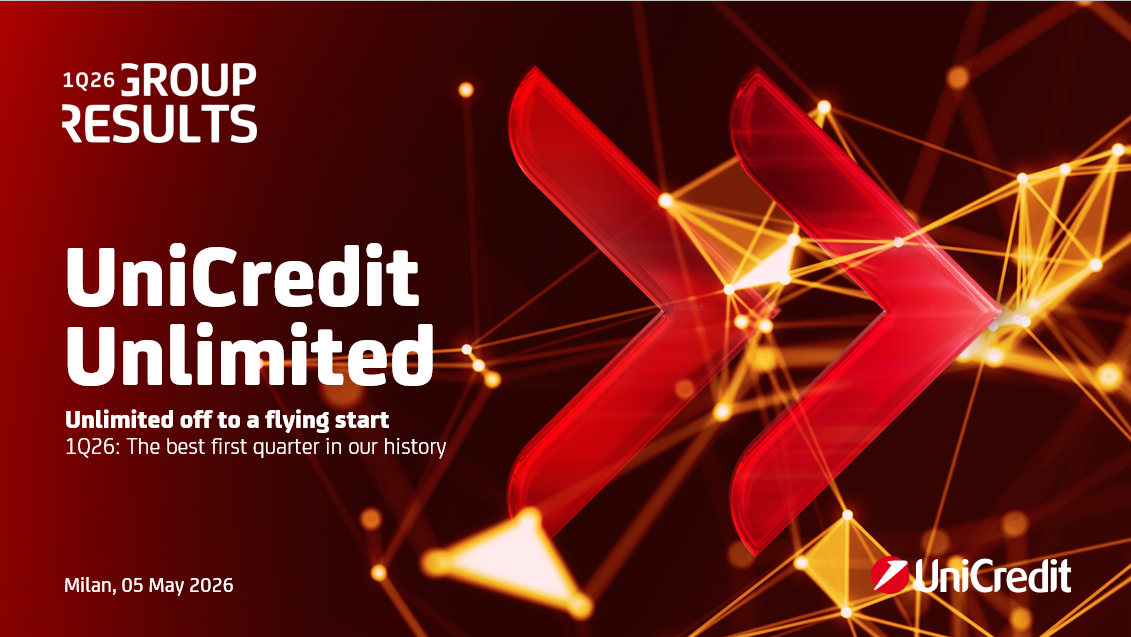 1Q26 GROUP
RESULTS
UniCredit
Unlimited
Unlimited off to a flying start
1Q26: The best first quarter in our history
Milan, 05 May 2026
UniCredit